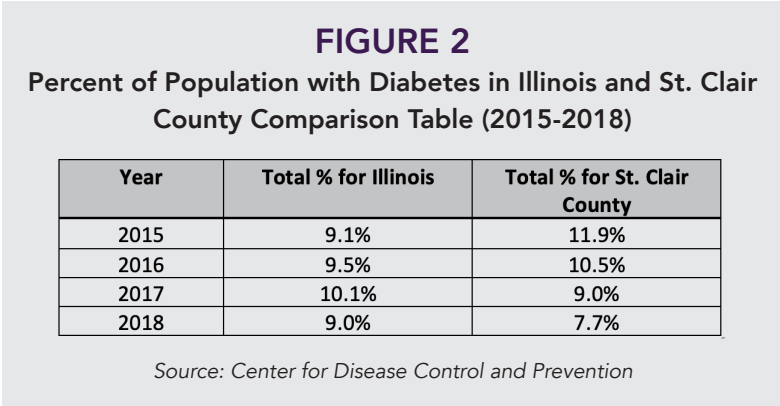 FIGURE 2
Percent of Population with Diabetes in Illinois and St. Clair
County Comparison Table (2015-2018)
Year Total % for Illinois Total % for St. Clair
County
2015 9.1% 11.9%
2016 9.5% 10.5%
2017 10.1% 9.0%
2018 9.0% 7.7%
Source: Center for Disease Control and Prevention